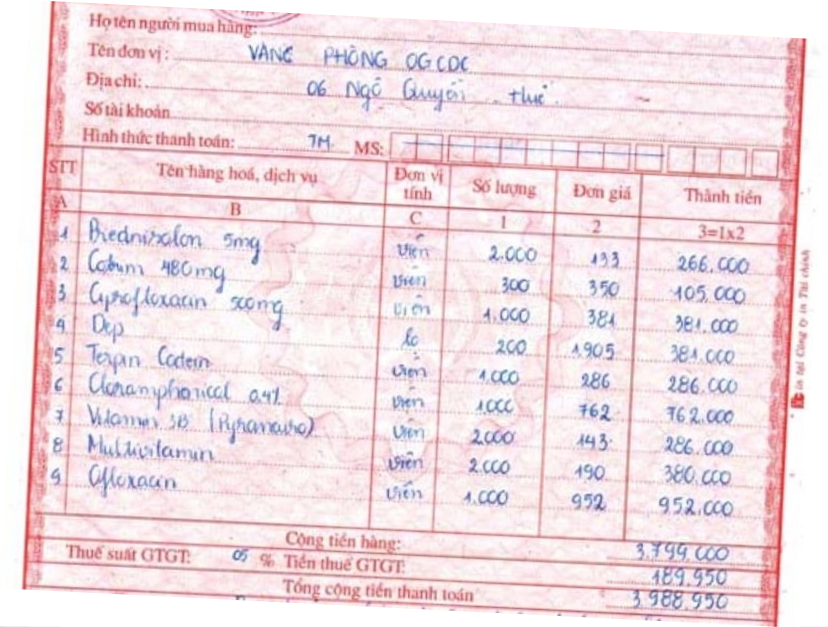 Họ tên người mua hàng:
Tên đơn vị: VĂNG PHÒNG OGCDC
Địa chỉ: 06 Ngô Quyền - Huế.
Số tài khoản
Hình thức thanh toán: TM. MS:
STT Tên hàng hoá, dịch vụ Đơn vị tính Số lượng Đơn giá Thành tiền
A B C 1 2 3=1x2
1 Prednisolon 5mg viên 2.000 133 266.000
2 480mg viên 300 350 105.000
3 Ciprofloxacin 500mg viên 1.000 381 381.000
4 Dep lọ 200 1.905 381.000
5 Terpin Codein viên 1.000 286 286.000
6 0.4% viên 1.000 762 762.000
7 Vitamin 3B viên 2000 143 286.000
8 Multivitamin viên 2.000 190 380.000
9 Ofloxacin viên 1.000 952 952.000
Cộng tiền hàng: 3.799.000
Thuế suất GTGT: 05 % Tiền thuế GTGT: 189.950
Tổng cộng tiền thanh toán 3.988.950
in tại Công ty in Tài chính